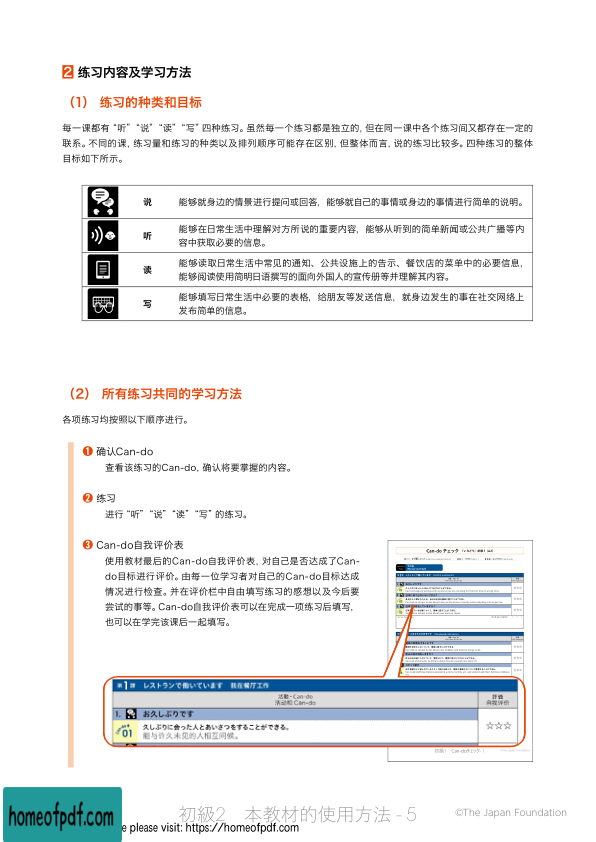 2 练习内容及学习方法
（1） 练习的种类和目标
每一课都有“听”“说”“读”“写”四种练习。虽然每一个练习都是独立的，但在同一课中各个练习间又都存在一定的
联系。不同的课，练习量和练习的种类以及排列顺序可能存在区别，但整体而言，说的练习比较多。四种练习的整体
目标如下所示。
说 能够就身边的情景进行提问或回答，能够就自己的事情或身边的事情进行简单的说明。
听 能够在日常生活中理解对方所说的重要内容，能够从听到的简单新闻或公共广播等内
容中获取必要的信息。
读 能够读取日常生活中常见的通知、公共设施上的告示、餐饮店的菜单中的必要信息，
能够阅读使用简明日语撰写的面向外国人的宣传册等并理解其内容。
写 能够填写日常生活中必要的表格，给朋友等发送信息，就身边发生的事在社交网络上
发布简单的信息。
（2） 所有练习共同的学习方法
各项练习均按照以下顺序进行。
❶ 确认Can-do
查看该练习的Can-do，确认将要掌握的内容。
❷ 练习
进行“听”“说”“读”“写”的练习。
❸ Can-do自我评价表
使用教材最后的Can-do自我评价表，对自己是否达成了Can-
do目标进行评价。由每一位学习者对自己的Can-do目标达成
情况进行检查。并在评价栏中自由填写练习的感想以及今后要
尝试的事等。Can-do自我评价表可以在完成一项练习后填写，
也可以在学完该课后一起填写。
Can-do チェック
第1課 レストランで働いています 我在餐厅工作
活動・Can-do 評価
活动和 Can-do 自我评价
1. お久しぶりです
Can-do 01 久しぶりに会った人とあいさつをすることができる。 ☆☆☆
能与许久未见的人相互问候。
初級2 本教材的使用方法 - 5
©The Japan Foundation
homeofpdf.com
e please visit: https://homeofpdf.com